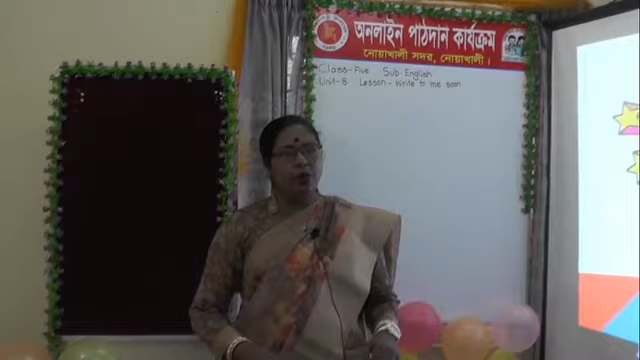 অনলাইন পাঠদান কার্যক্রম
নোয়াখালী সদর, নোয়াখালী।
Class-Five Sub-English
Unit-8 Lesson-Write to me soon